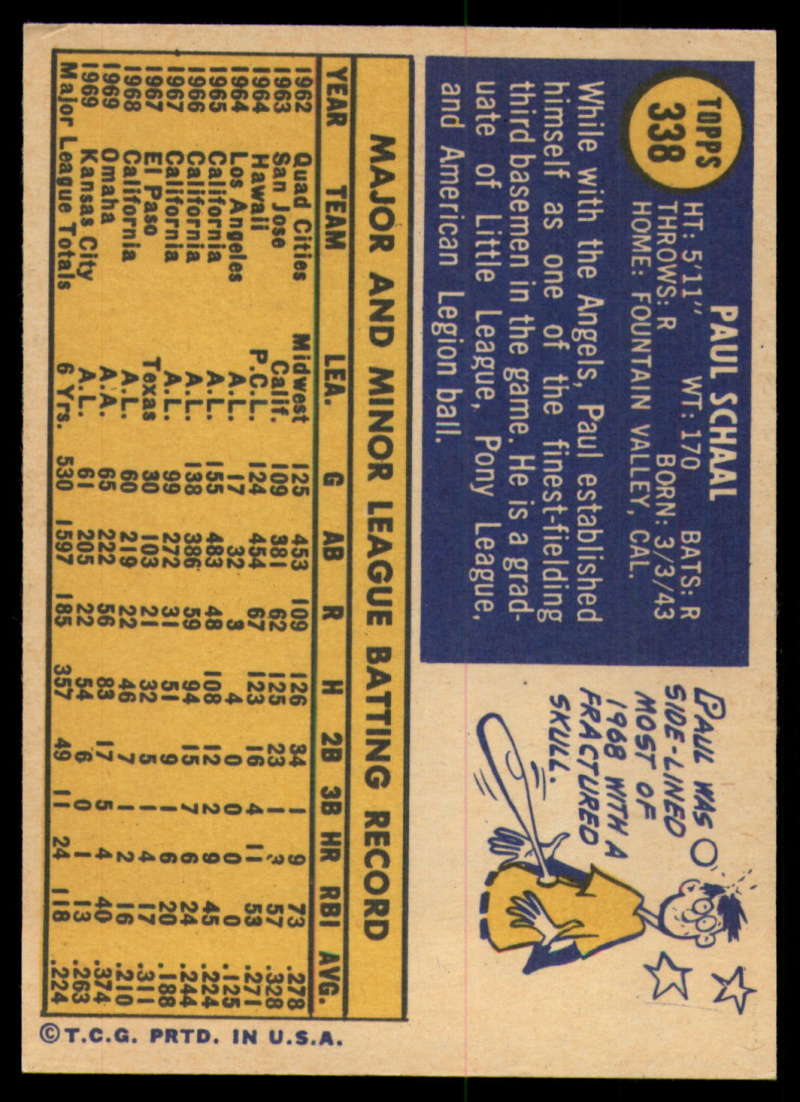 TOPPS
338
PAUL SCHAAL
HT: 5'11" WT: 170 BATS: R
THROWS: R BORN: 3/3/43
HOME: FOUNTAIN VALLEY, CAL.
While with the Angels, Paul established
himself as one of the finest-fielding
third basemen in the game. He is a grad-
uate of Little League, Pony League,
and American Legion ball.
PAUL WAS
SIDE-LINED
MOST OF
1968 WITH A
FRACTURED
SKULL.
MAJOR AND MINOR LEAGUE BATTING RECORD
YEAR TEAM LEA. G AB R H 2B 3B HR RBI AVG.
1962 Quad Cities Midwest 125 453 109 126 34 1 9 73 .278
1963 San Jose Calif. 109 381 62 125 23 1 3 57 .328
1964 Hawaii P.C.L. 124 454 67 123 16 4 11 53 .271
1964 Los Angeles A.L. 17 32 3 4 0 0 0 0 .125
1965 California A.L. 155 483 48 108 12 2 9 45 .224
1966 California A.L. 138 386 59 94 15 7 6 24 .244
1967 California A.L. 99 272 31 51 9 1 6 20 .188
1967 El Paso Texas 30 103 21 32 5 1 4 17 .311
1968 California A.L. 60 219 22 46 7 1 2 16 .210
1969 Omaha A.A. 65 222 56 83 17 5 4 40 .374
1969 Kansas City A.L. 61 205 22 54 6 0 1 13 .263
Major League Totals 6 Yrs. 530 1597 185 357 49 11 24 118 .224
© T.C.G. PRTD. IN U.S.A.